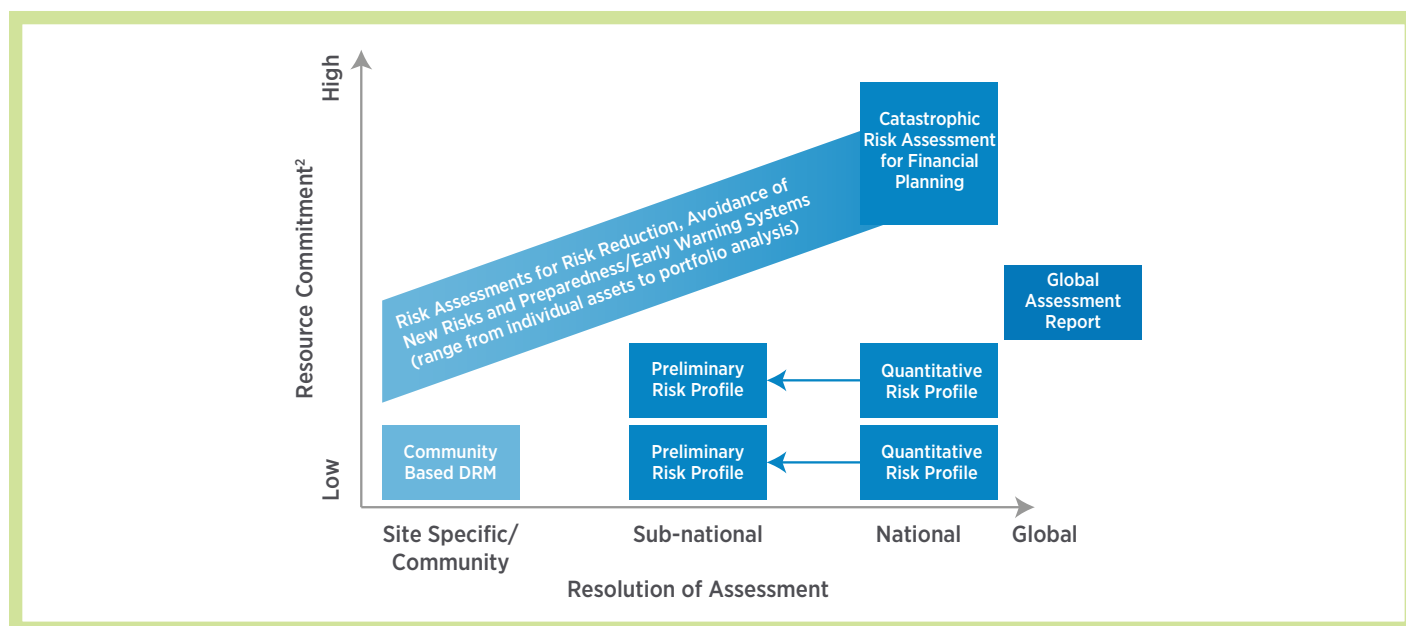 High
Resource Commitment²
Low
Catastrophic
Risk Assessment
for Financial
Planning
Risk Assessments for Risk Reduction, Avoidance of
New Risks and Preparedness/Early Warning Systems
(range from individual assets to portfolio analysis)
Global
Assessment
Report
Preliminary
Risk Profile
Quantitative
Risk Profile
Community
Based DRM
Preliminary
Risk Profile
Quantitative
Risk Profile
Site Specific/
Community
Sub-national
National
Global
Resolution of Assessment